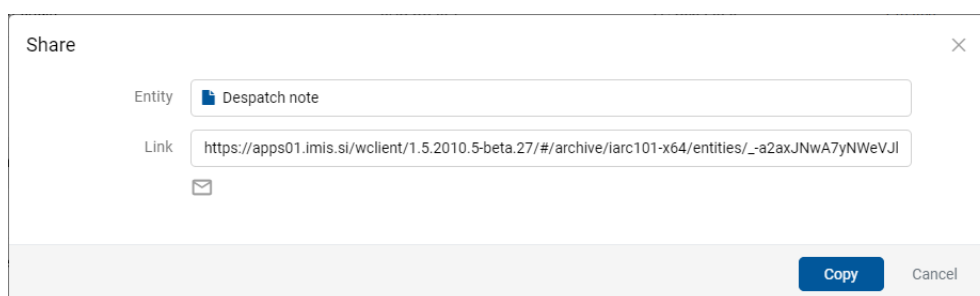 Share
Entity Despatch note
Link https://apps01.imis.si/wclient/1.5.2010.5-beta.27/#/archive/iarc101-x64/entities/_-a2axJNwA7yNWeVJl
Copy Cancel